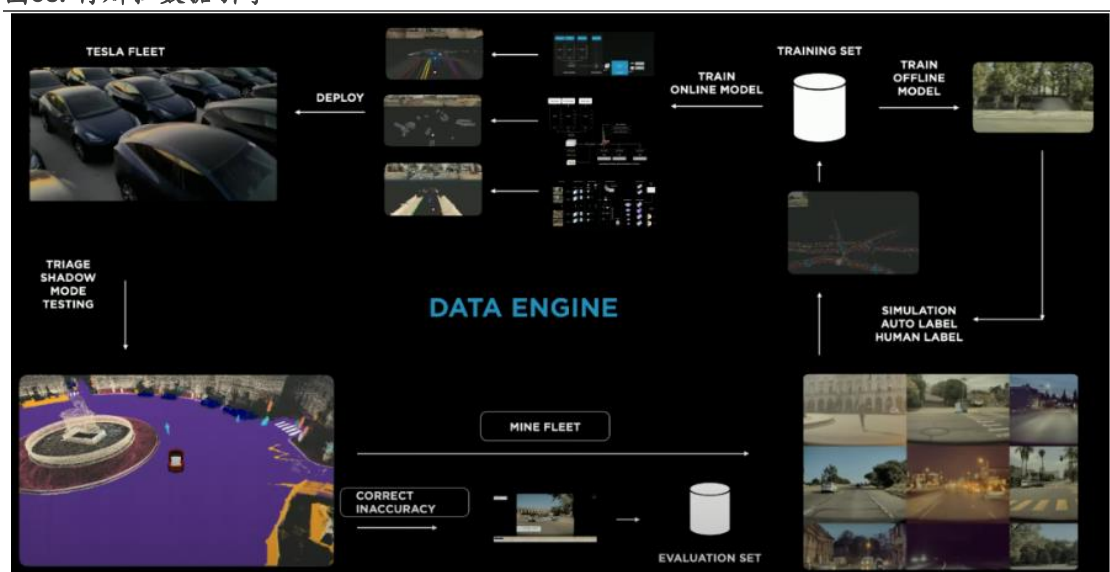 TESLA FLEET
DEPLOY
TRAIN
ONLINE MODEL
TRAINING SET
TRAIN
OFFLINE
MODEL
TRIAGE
SHADOW
MODE
TESTING
DATA ENGINE
SIMULATION
AUTO LABEL
HUMAN LABEL
MINE FLEET
CORRECT
INACCURACY
EVALUATION SET